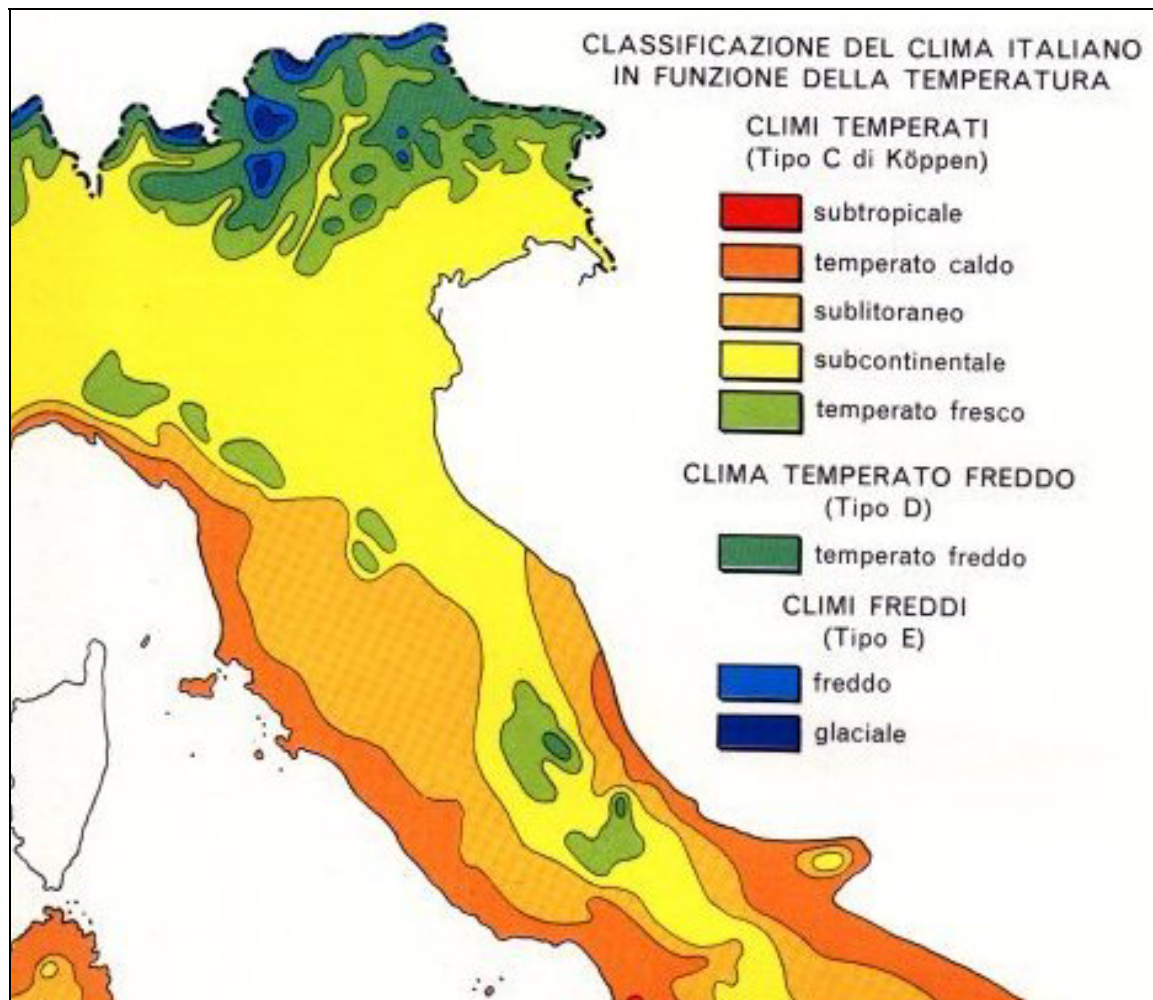 CLASSIFICAZIONE DEL CLIMA ITALIANO
IN FUNZIONE DELLA TEMPERATURA
CLIMI TEMPERATI
(Tipo C di Köppen)
subtropicale
temperato caldo
sublitoraneo
subcontinentale
temperato fresco
CLIMA TEMPERATO FREDDO
(Tipo D)
temperato freddo
CLIMI FREDDI
(Tipo E)
freddo
glaciale